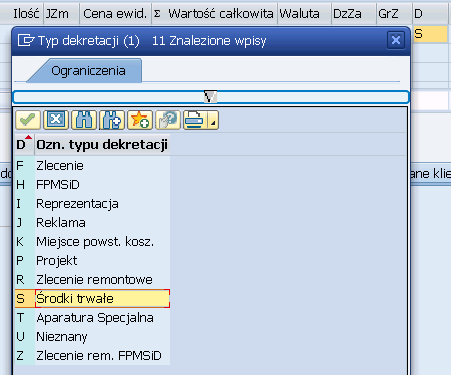 Ilość JZm Cena ewid. Σ Wartość całkowita Waluta DzZa GrZ D
S
Typ dekretacji (1) 11 Znalezione wpisy
Ograniczenia
D Ozn. typu dekretacji
F Zlecenie
H FPMSiD
I Reprezentacja
J Reklama
K Miejsce powst. kosz.
P Projekt
R Zlecenie remontowe
S Środki trwałe
T Aparatura Specjalna
U Nieznany
Z Zlecenie rem. FPMSiD
do
ane klie